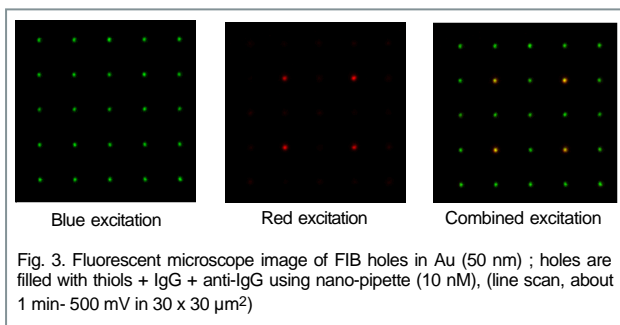 Blue excitation
Red excitation
Combined excitation
Fig. 3. Fluorescent microscope image of FIB holes in Au (50 nm) ; holes are
filled with thiols + IgG + anti-IgG using nano-pipette (10 nM), (line scan, about
1 min- 500 mV in 30 x 30 μm²)